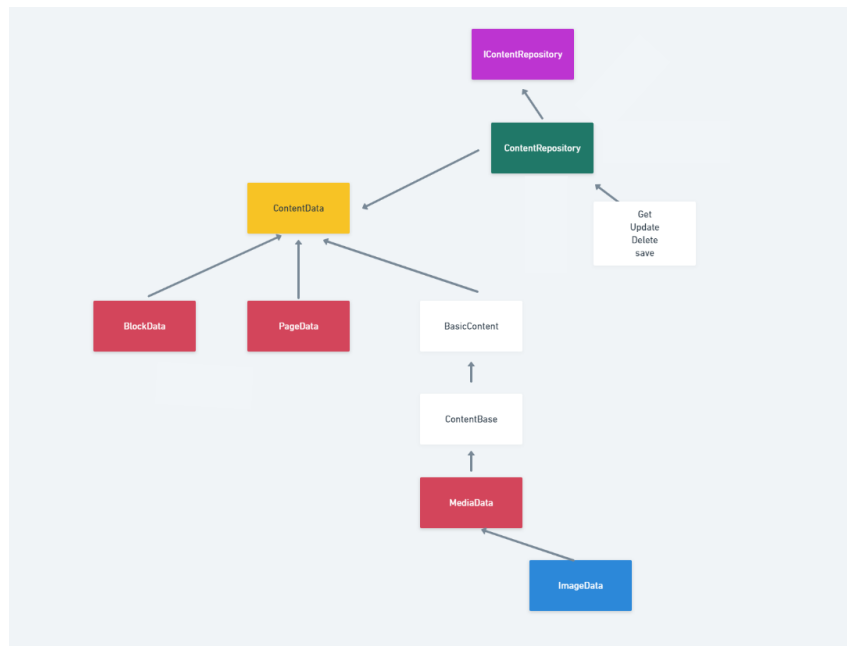 IContentRepository
ContentRepository
ContentData
Get
Update
Delete
save
BlockData
PageData
BasicContent
ContentBase
MediaData
ImageData